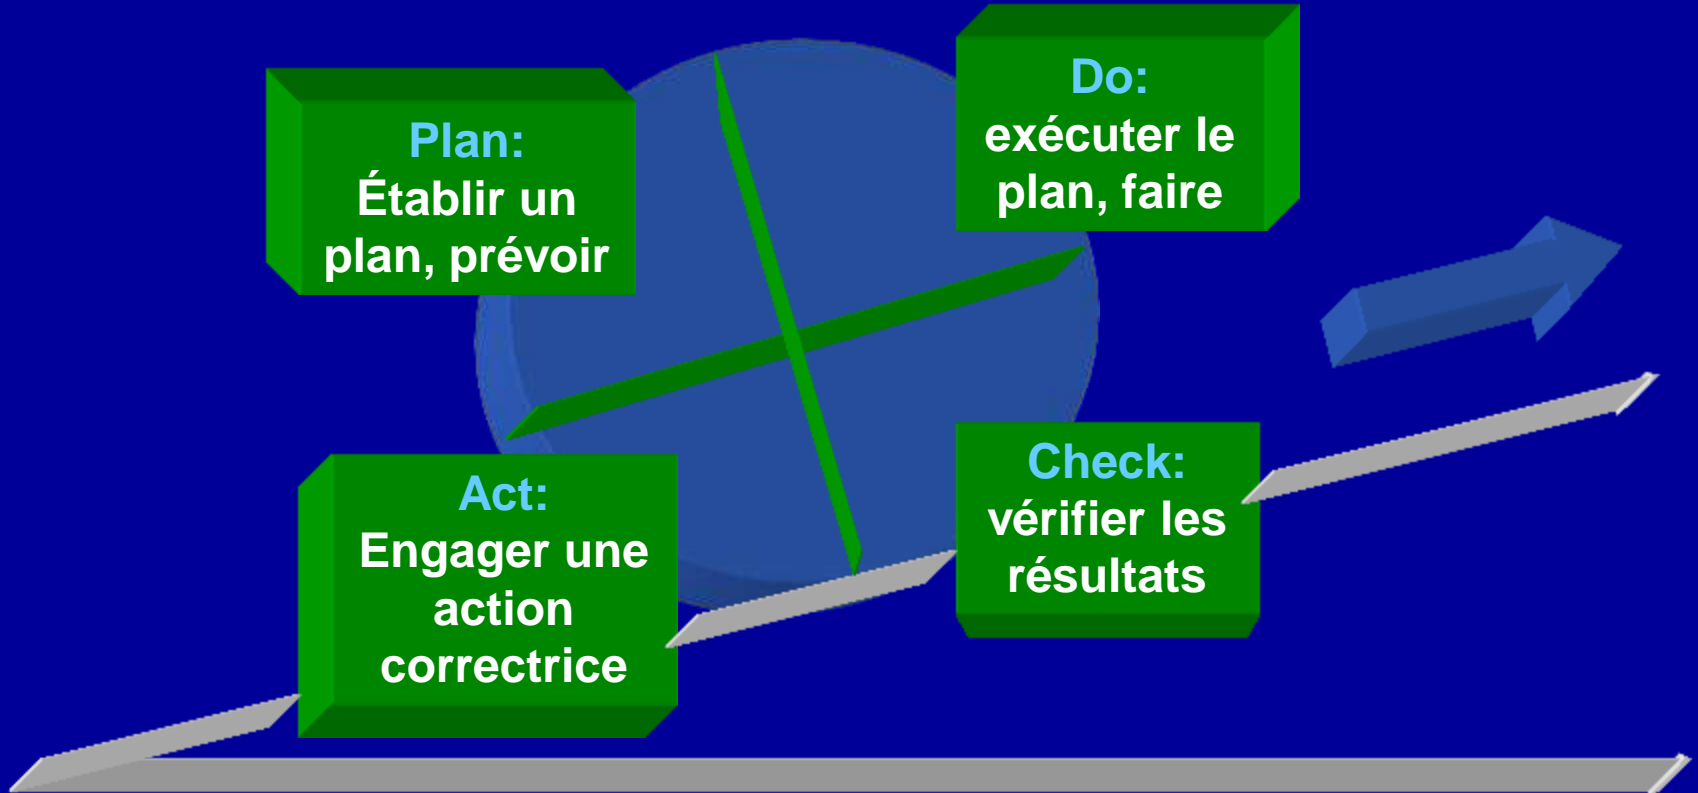 Plan:
Établir un
plan, prévoir
Do:
exécuter le
plan, faire
Act:
Engager une
action
correctrice
Check:
vérifier les
résultats